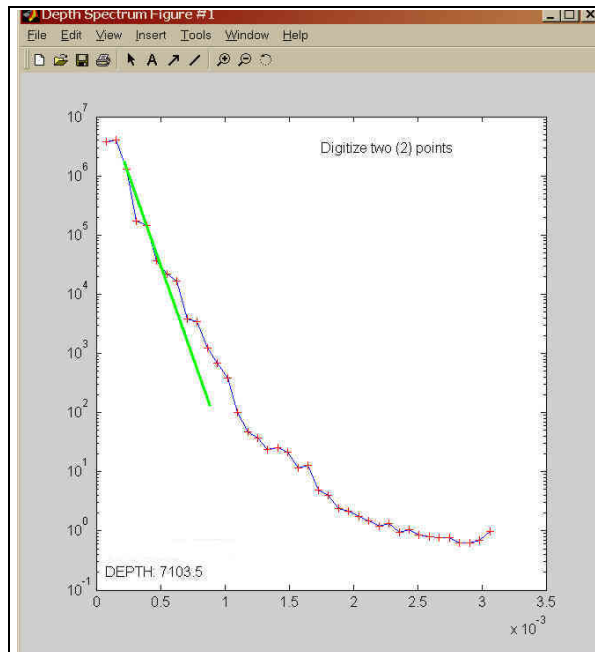 Depth Spectrum Figure #1
File Edit View Insert Tools Window Help
A
Digitize two (2) points
10^7
10^6
10^5
10^4
10^3
10^2
10^1
10^0
10^-1
DEPTH: 7103.5
0 0.5 1 1.5 2 2.5 3 3.5
x 10^-3